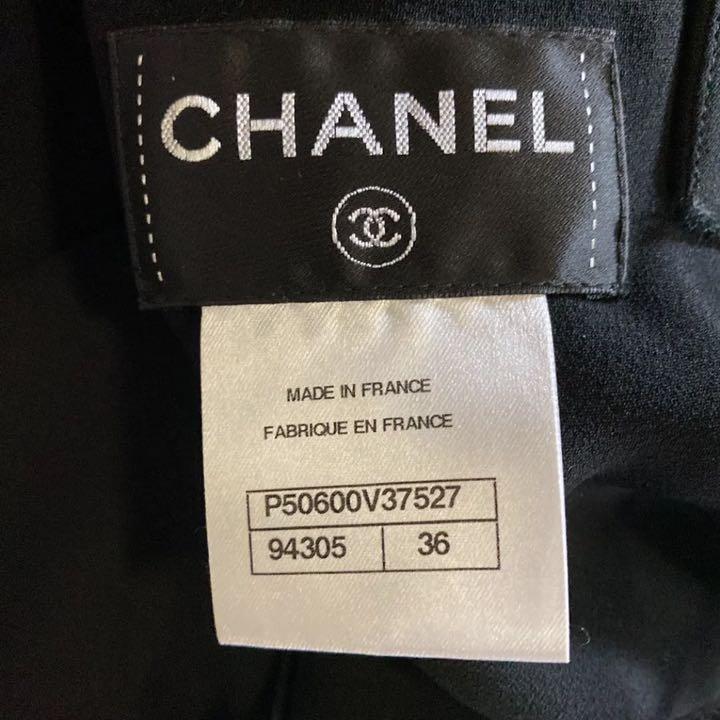 CHANEL
MADE IN FRANCE
FABRIQUE EN FRANCE
P50600V37527
94305 36